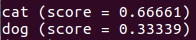 cat (score = 0.66661)
dog (score = 0.33339)